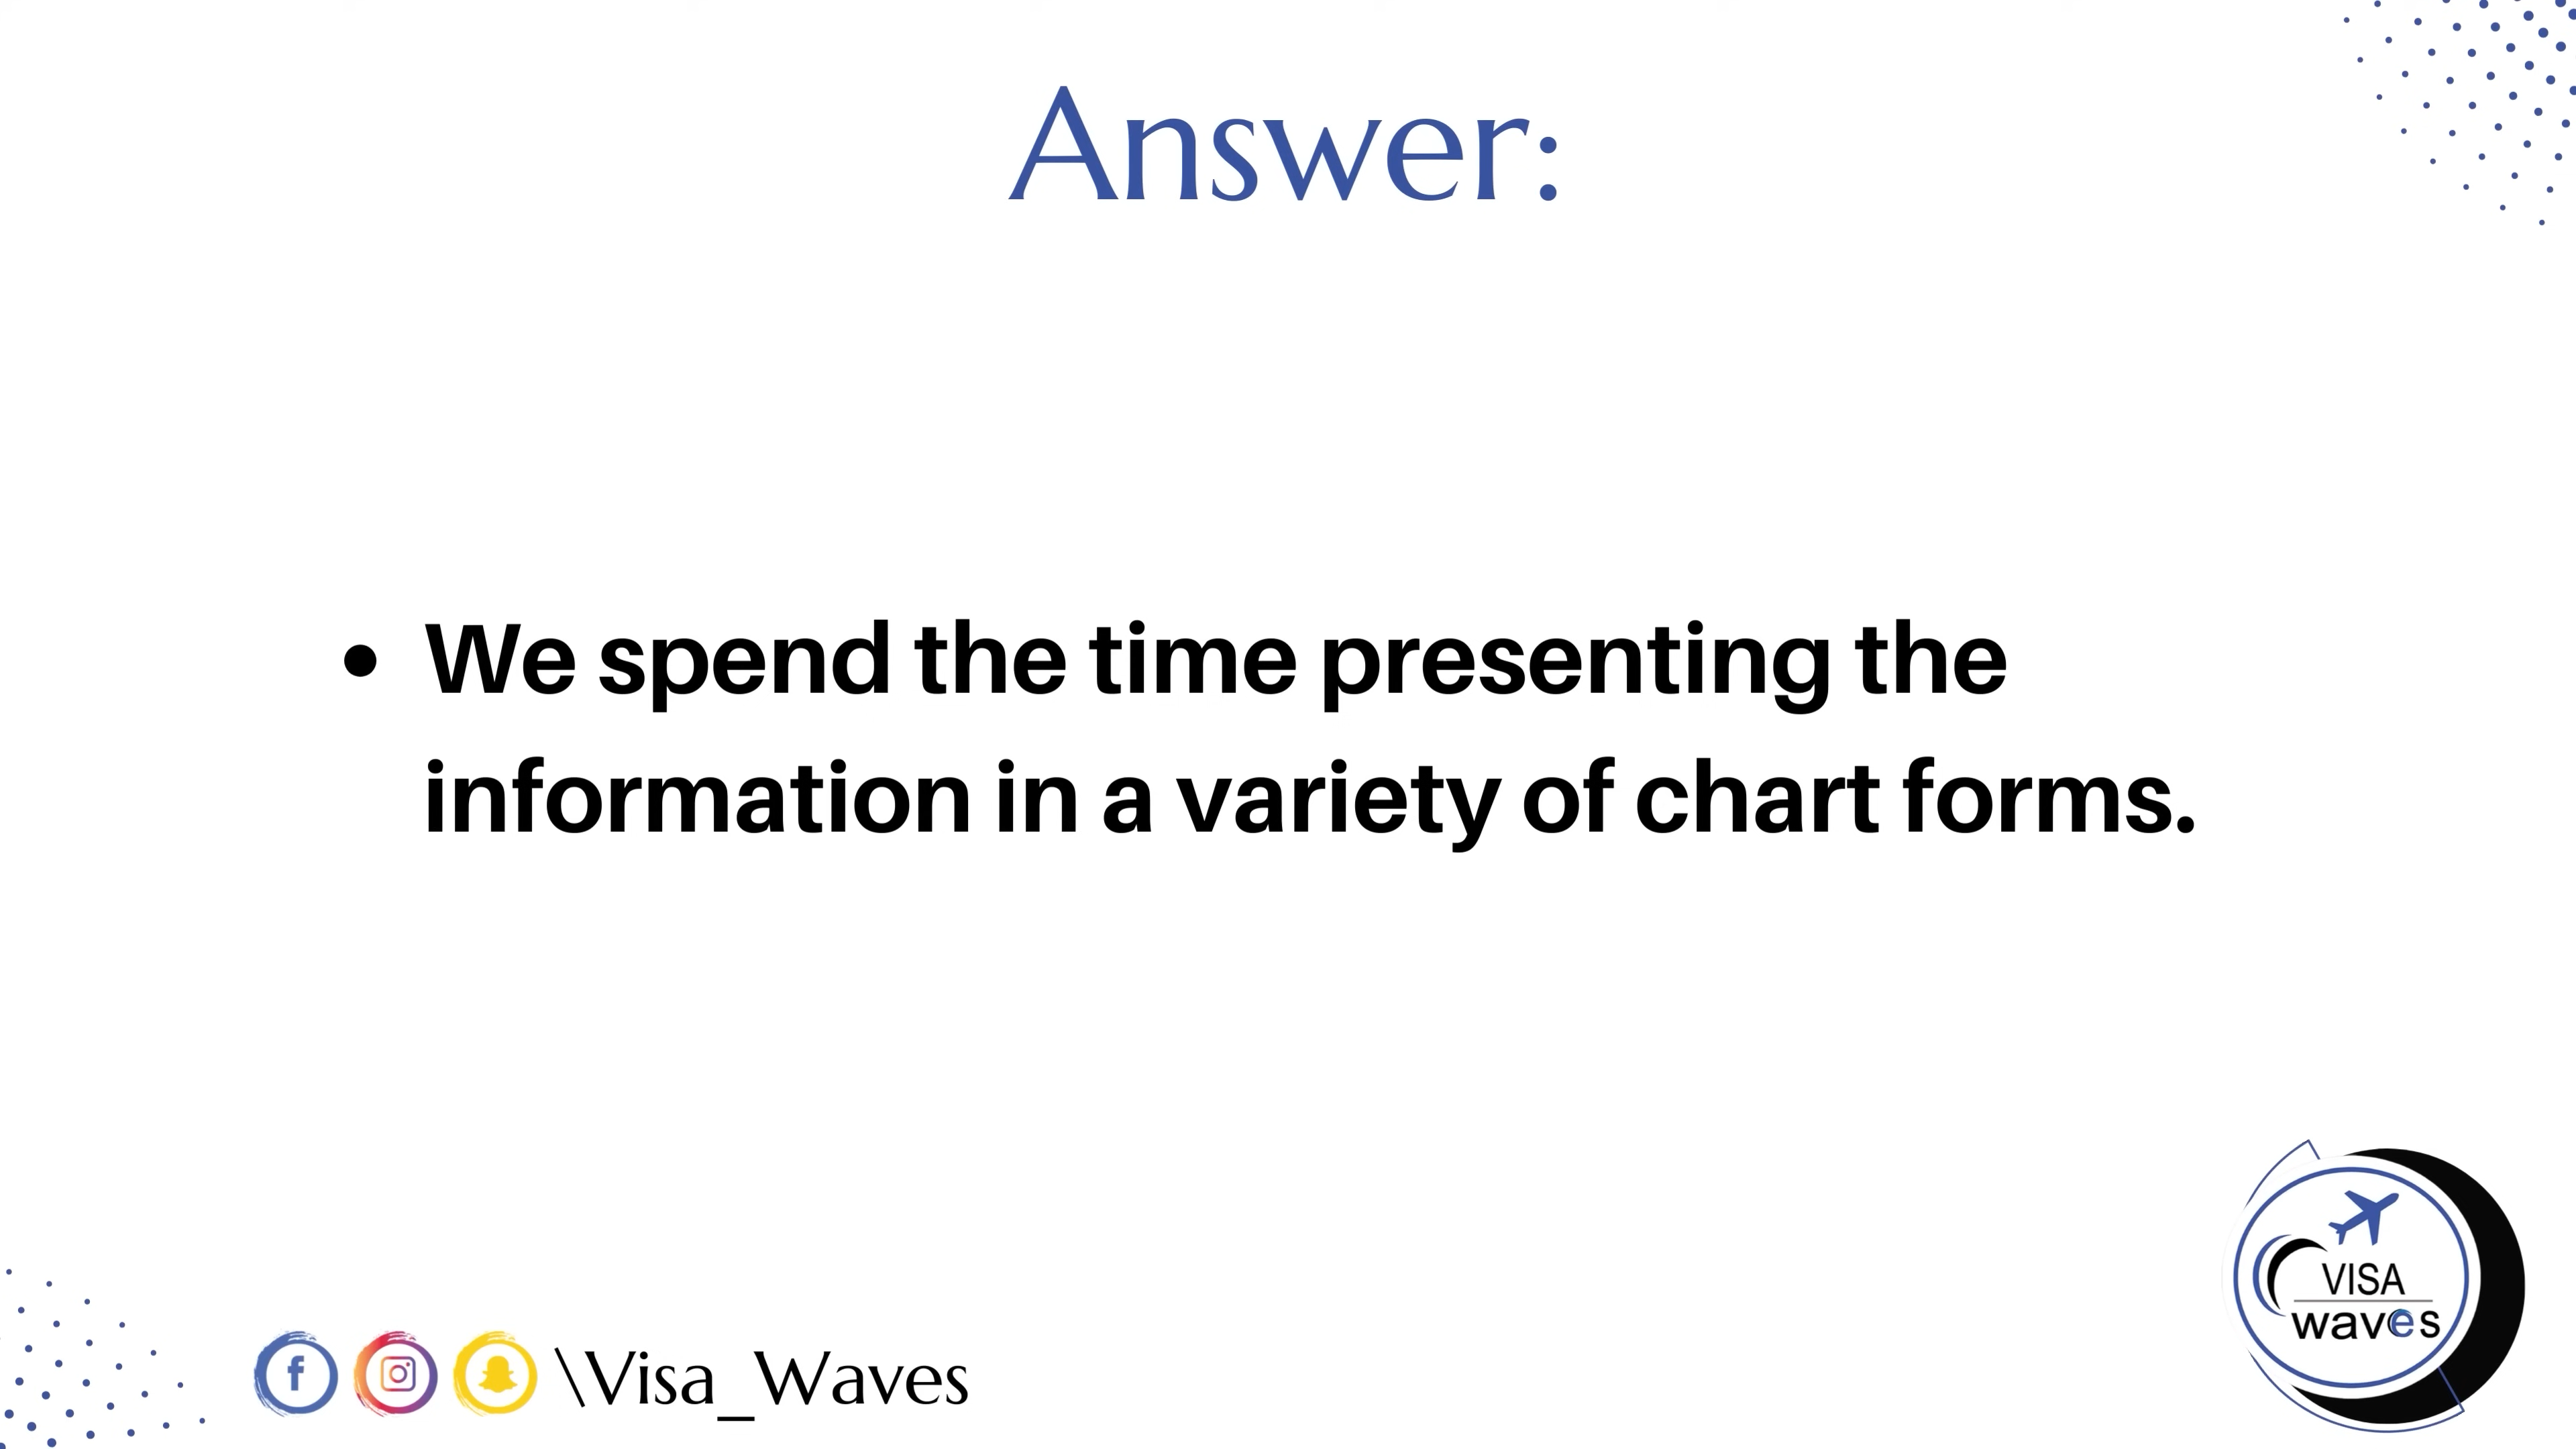 Answer:
• We spend the time presenting the
information in a variety of chart forms.
\Visa_Waves
VISA
waves